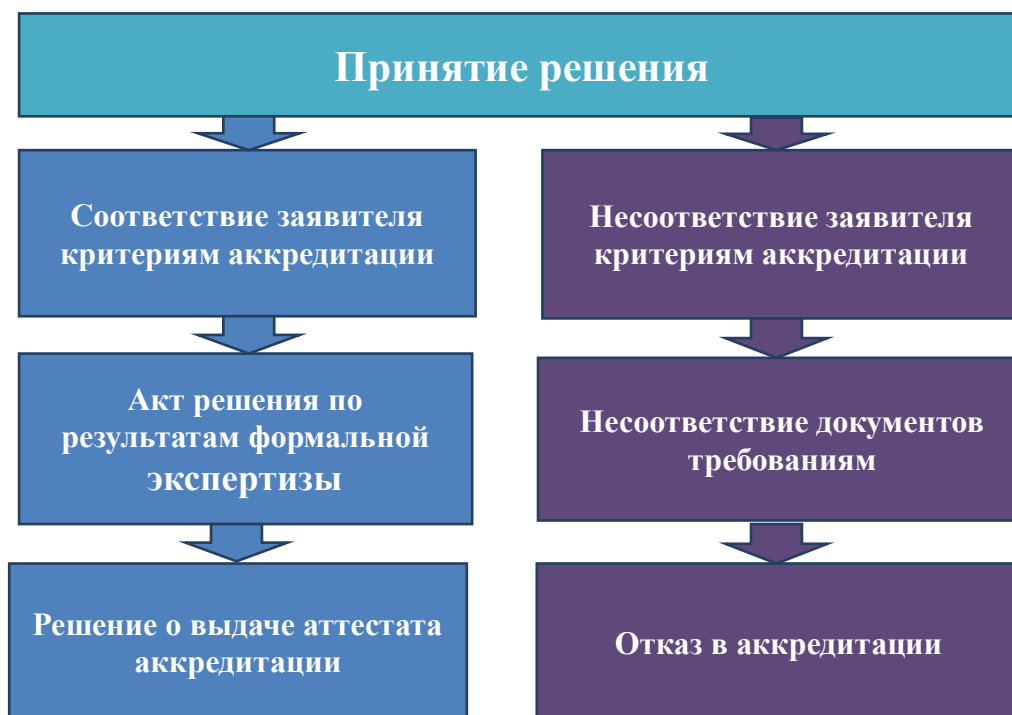 Принятие решения
Соответствие заявителя
критериям аккредитации
Несоответствие заявителя
критериям аккредитации
Акт решения по
результатам формальной
экспертизы
Несоответствие документов
требованиям
Решение о выдаче аттестата
аккредитации
Отказ в аккредитации